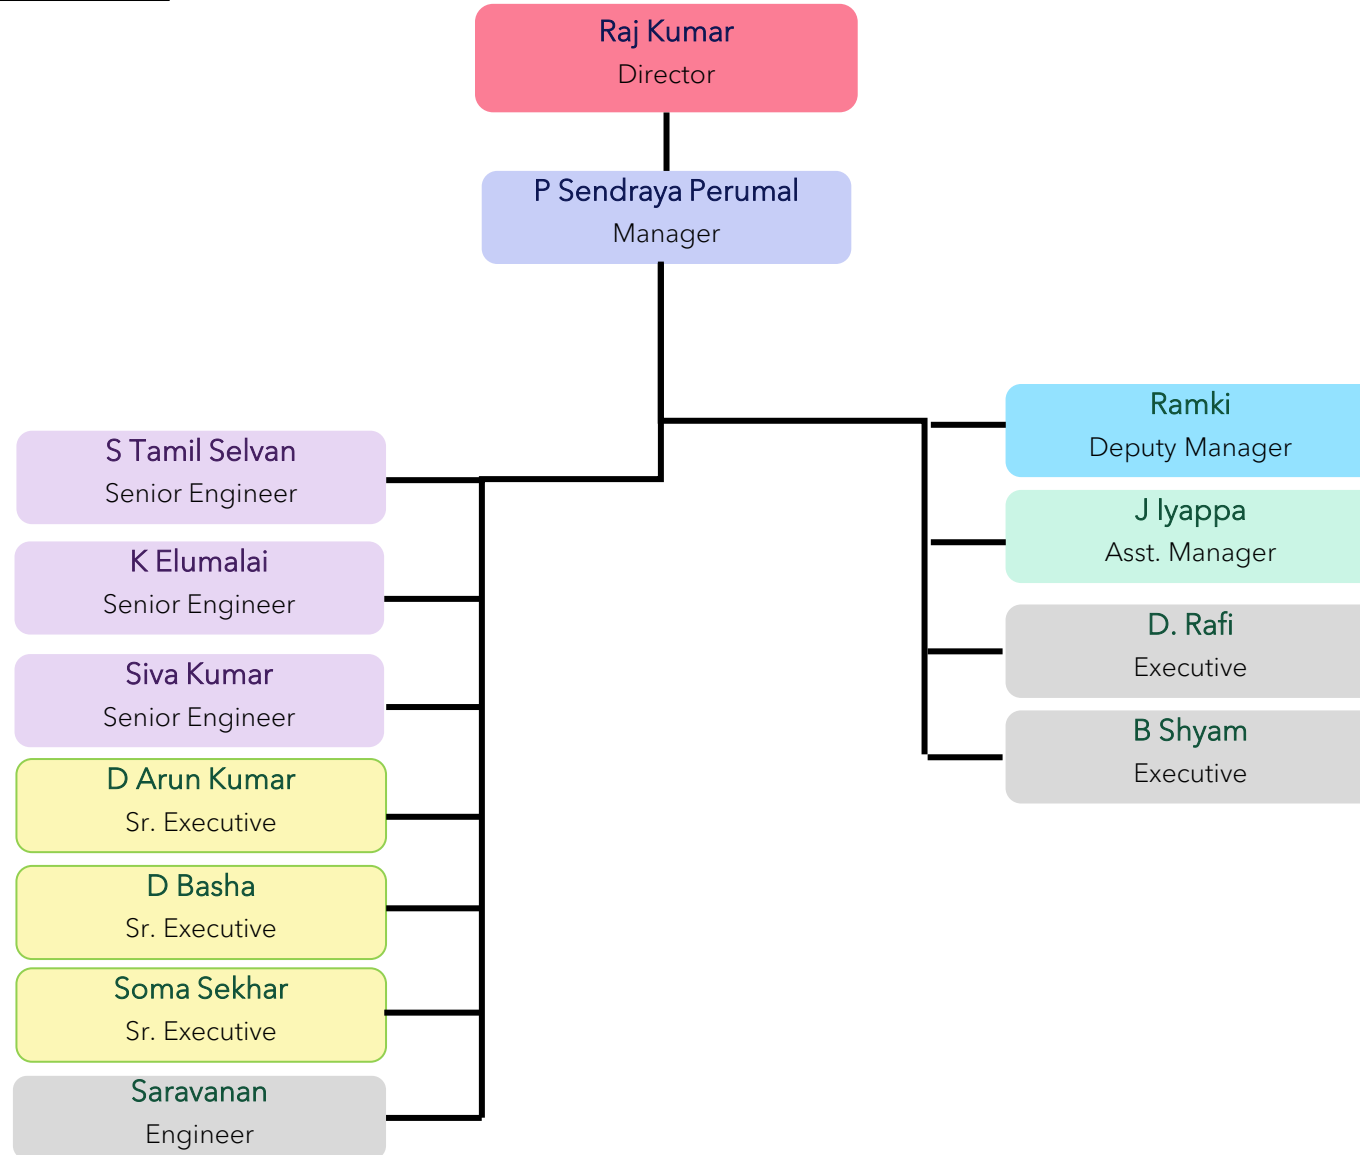 Raj Kumar
Director
P Sendraya Perumal
Manager
S Tamil Selvan
Senior Engineer
K Elumalai
Senior Engineer
Siva Kumar
Senior Engineer
D Arun Kumar
Sr. Executive
D Basha
Sr. Executive
Soma Sekhar
Sr. Executive
Saravanan
Engineer
Ramki
Deputy Manager
J Iyappa
Asst. Manager
D. Rafi
Executive
B Shyam
Executive